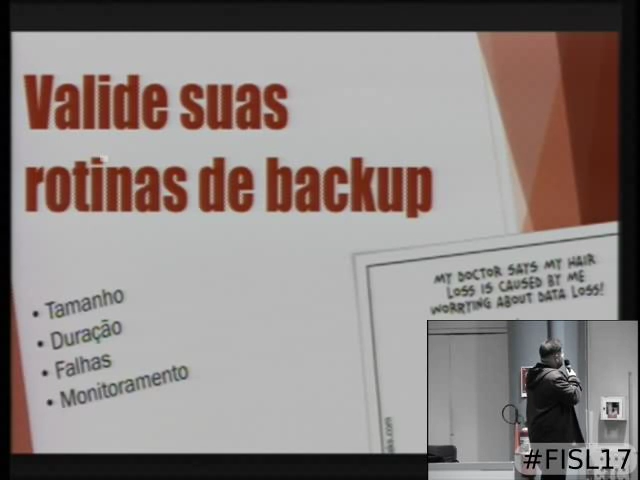 Valide suas
rotinas de backup
• Tamanho
• Duração
• Falhas
• Monitoramento
MY DOCTOR SAYS MY HAIR
LOSS IS CAUSED BY ME
WORRYING ABOUT DATA LOSS!
#FISL17